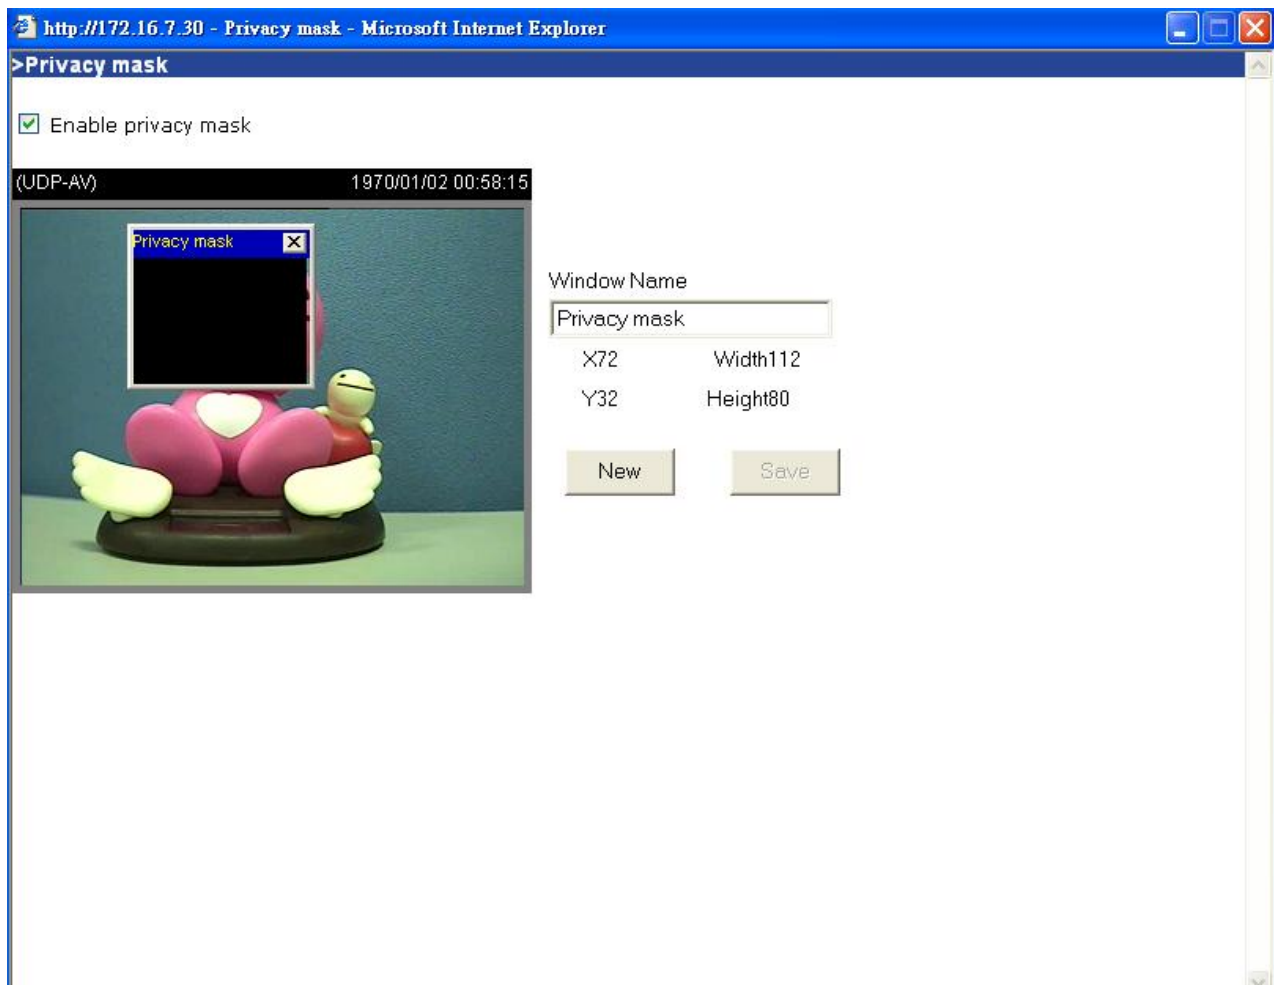 http://172.16.7.30 - Privacy mask - Microsoft Internet Explorer
>Privacy mask
Enable privacy mask
(UDP-AV) 1970/01/02 00:58:15
Privacy mask
Window Name
Privacy mask
X72 Width112
Y32 Height80
New Save